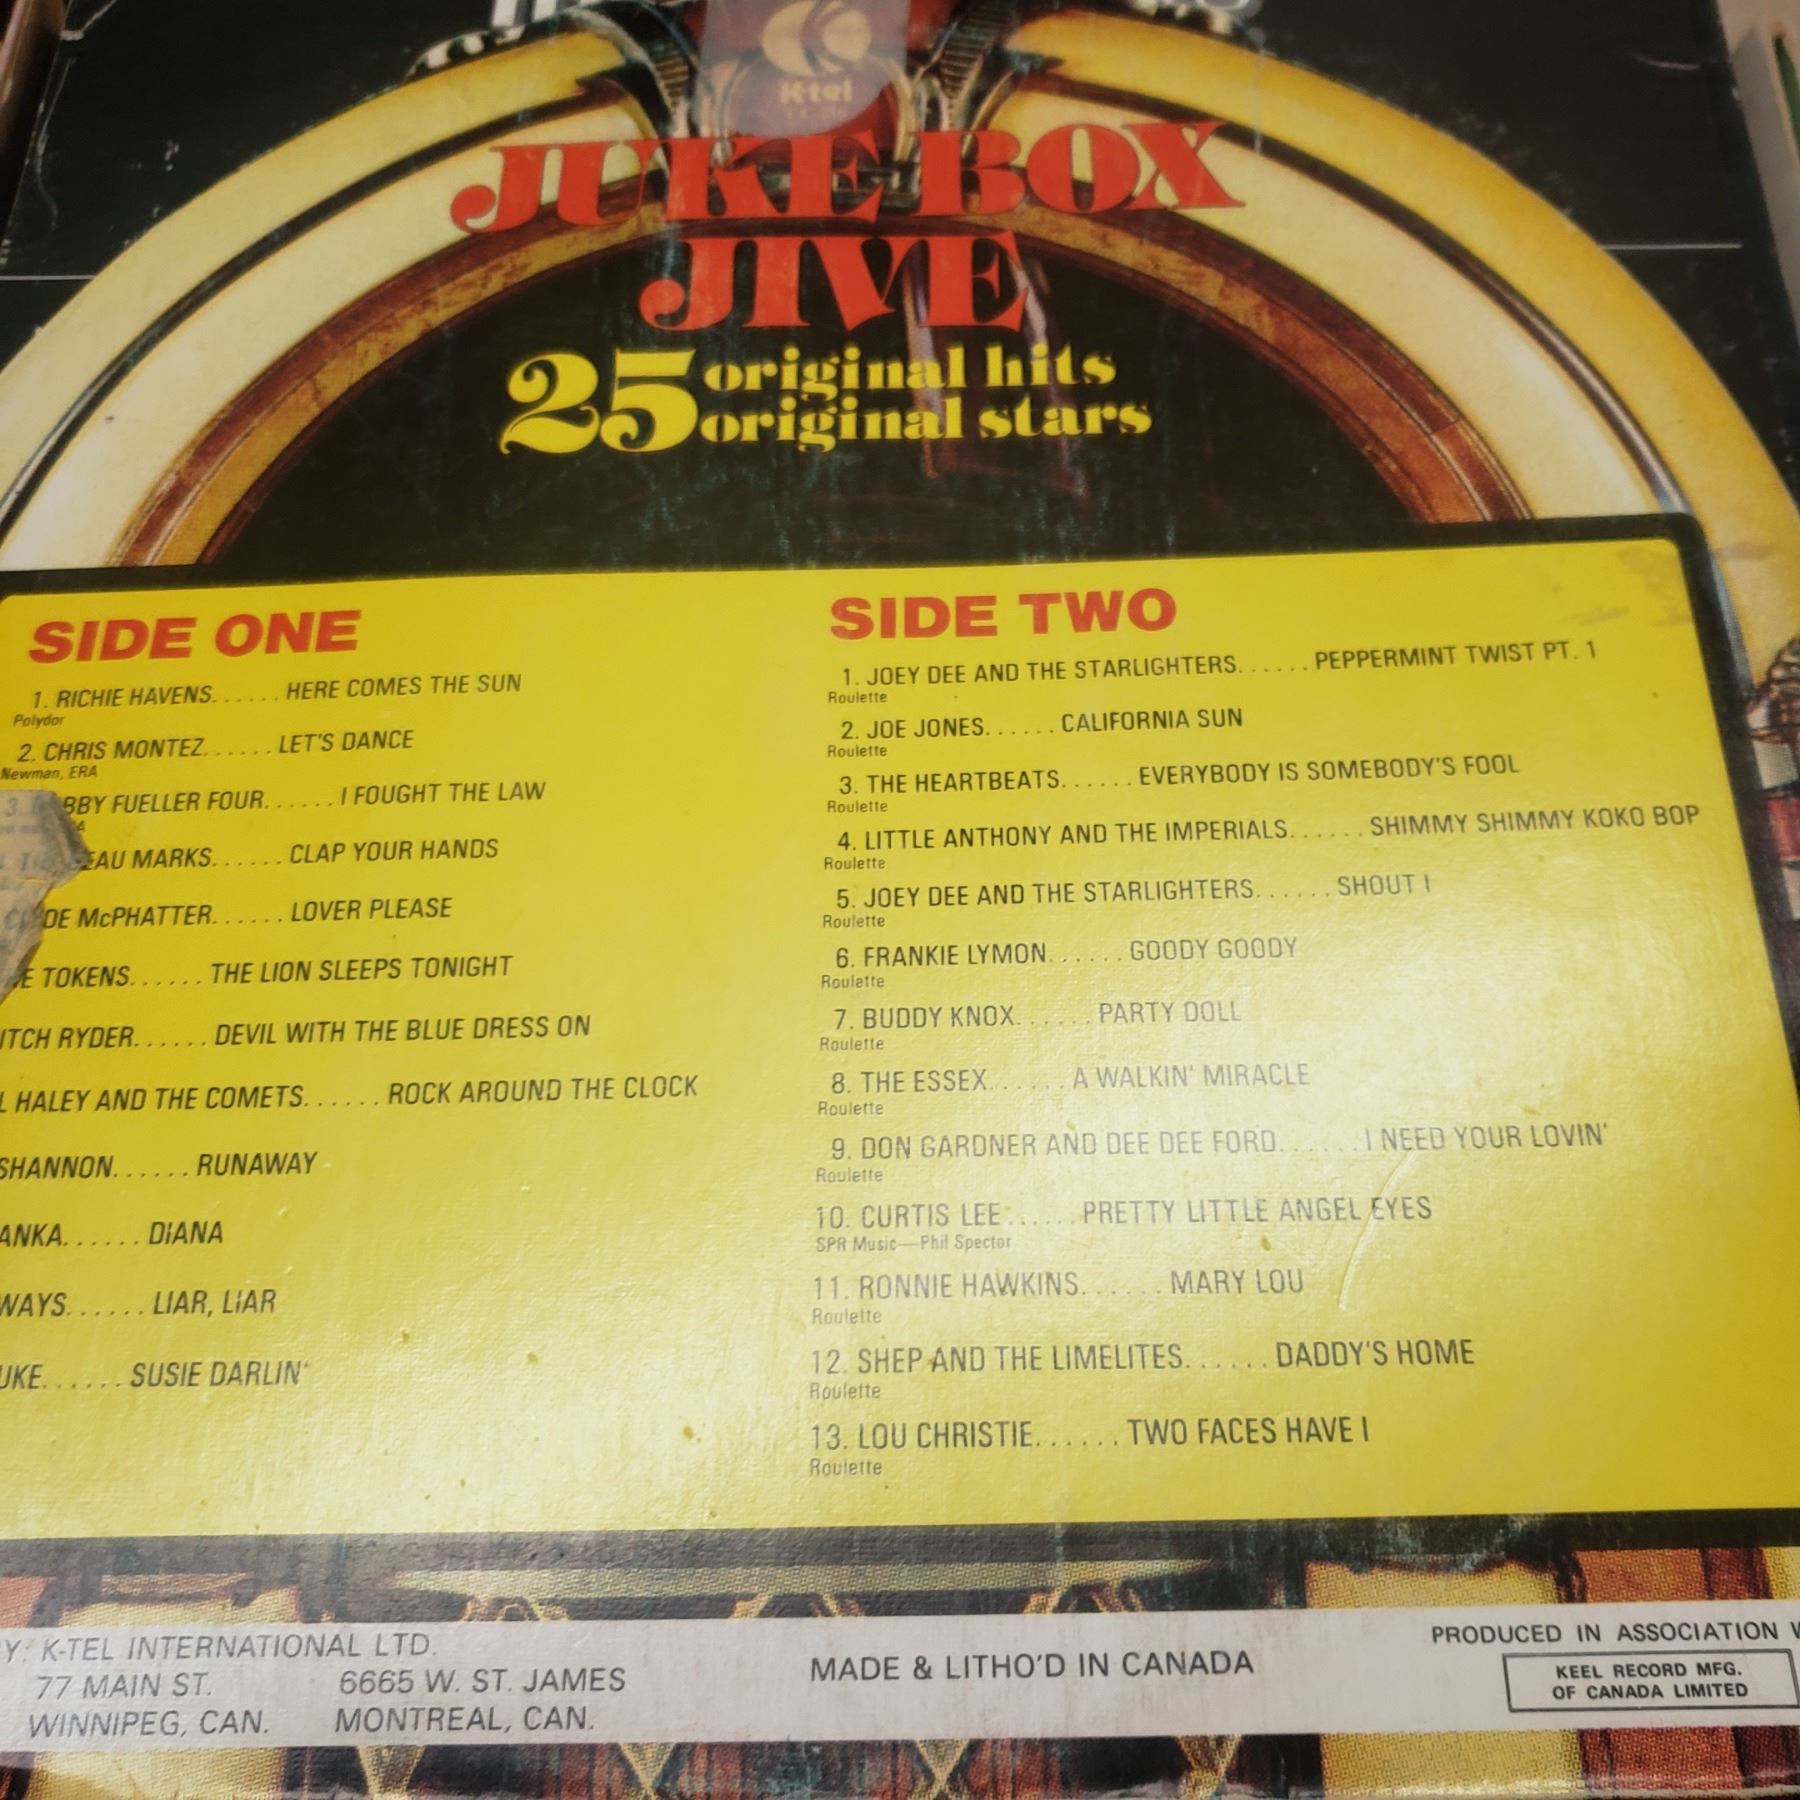 K-tel
JUKE BOX
JIVE
25 original hits
original stars
SIDE ONE
1. RICHIE HAVENS...... HERE COMES THE SUN
Polydor
2. CHRIS MONTEZ...... LET'S DANCE
Newman, ERA
3. BBY FUELLER FOUR...... I FOUGHT THE LAW
EAU MARKS...... CLAP YOUR HANDS
DE McPHATTER...... LOVER PLEASE
E TOKENS...... THE LION SLEEPS TONIGHT
ITCH RYDER...... DEVIL WITH THE BLUE DRESS ON
L HALEY AND THE COMETS...... ROCK AROUND THE CLOCK
SHANNON...... RUNAWAY
ANKA...... DIANA
WAYS...... LIAR, LIAR
UKE...... SUSIE DARLIN'
SIDE TWO
1. JOEY DEE AND THE STARLIGHTERS...... PEPPERMINT TWIST PT. 1
Roulette
2. JOE JONES...... CALIFORNIA SUN
Roulette
3. THE HEARTBEATS...... EVERYBODY IS SOMEBODY'S FOOL
Roulette
4. LITTLE ANTHONY AND THE IMPERIALS...... SHIMMY SHIMMY KOKO BOP
Roulette
5. JOEY DEE AND THE STARLIGHTERS...... SHOUT I
Roulette
6. FRANKIE LYMON...... GOODY GOODY
Roulette
7. BUDDY KNOX...... PARTY DOLL
Roulette
8. THE ESSEX...... A WALKIN' MIRACLE
Roulette
9. DON GARDNER AND DEE DEE FORD...... I NEED YOUR LOVIN'
Roulette
10. CURTIS LEE...... PRETTY LITTLE ANGEL EYES
SPR Music—Phil Spector
11. RONNIE HAWKINS...... MARY LOU
Roulette
12. SHEP AND THE LIMELITES...... DADDY'S HOME
Roulette
13. LOU CHRISTIE...... TWO FACES HAVE I
Roulette
Y: K-TEL INTERNATIONAL LTD.
77 MAIN ST. 6665 W. ST. JAMES
WINNIPEG, CAN. MONTREAL, CAN.
MADE & LITHO'D IN CANADA
PRODUCED IN ASSOCIATION W
KEEL RECORD MFG.
OF CANADA LIMITED